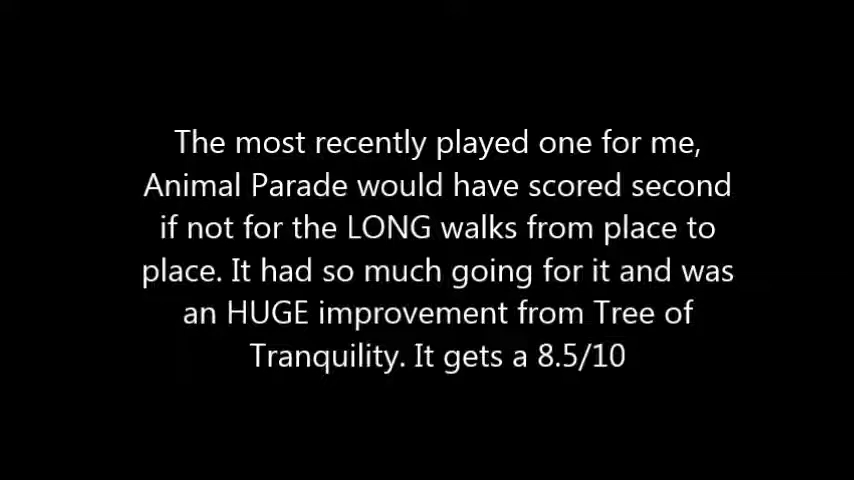 The most recently played one for me,
Animal Parade would have scored second
if not for the LONG walks from place to
place. It had so much going for it and was
an HUGE improvement from Tree of
Tranquility. It gets a 8.5/10